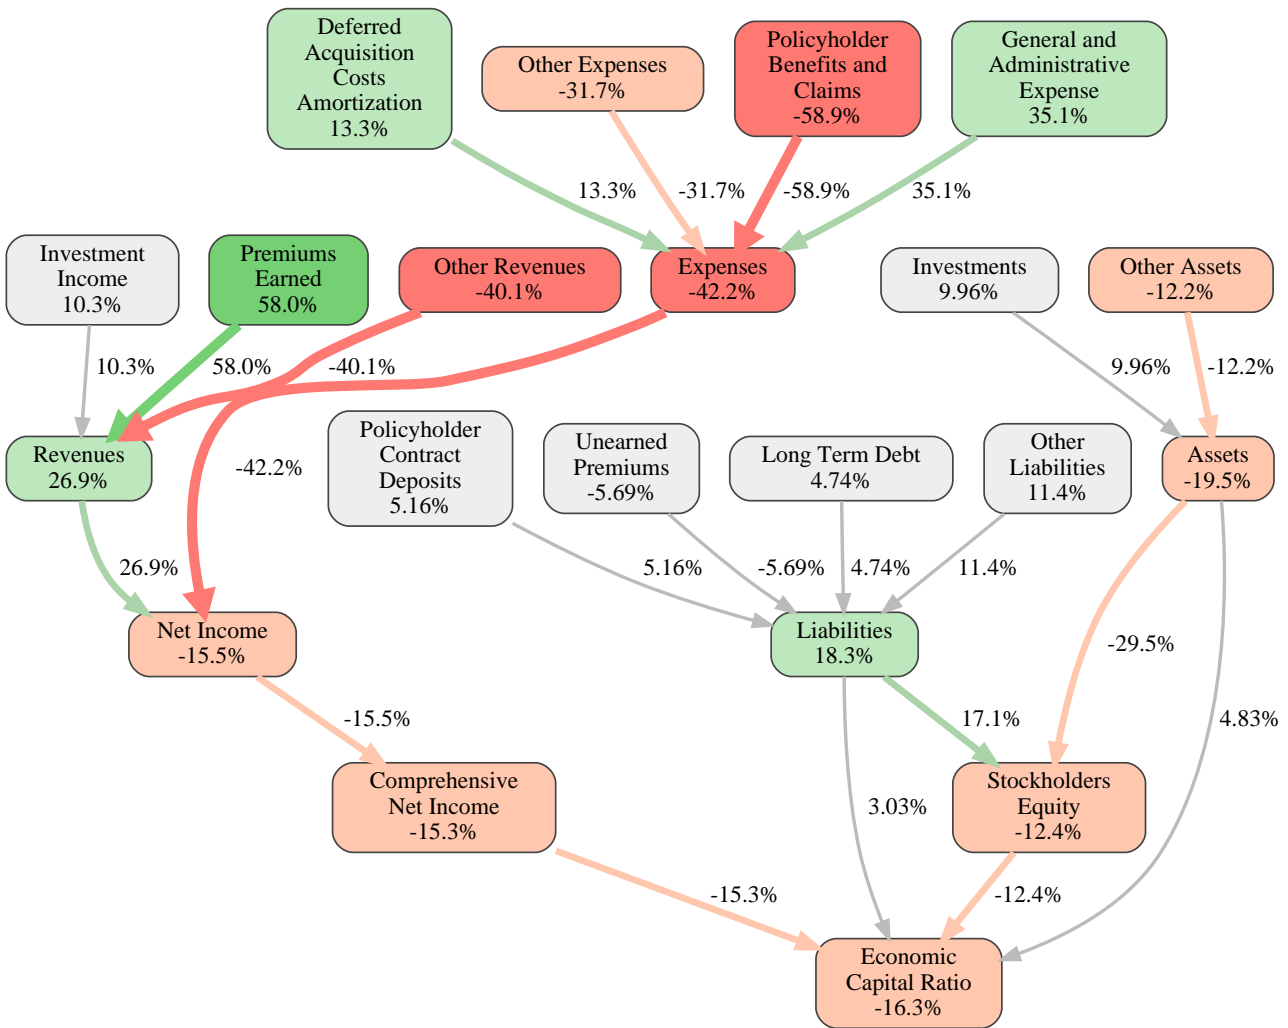 Deferred
Acquisition
Costs
Amortization
13.3%
Other Expenses
-31.7%
Policyholder
Benefits and
Claims
-58.9%
General and
Administrative
Expense
35.1%
13.3%
-31.7%
-58.9%
35.1%
Investment
Income
10.3%
Premiums
Earned
58.0%
Other Revenues
-40.1%
Expenses
-42.2%
Investments
9.96%
Other Assets
-12.2%
10.3%
58.0%
-40.1%
9.96%
-12.2%
Revenues
26.9%
-42.2%
Policyholder
Contract
Deposits
5.16%
Unearned
Premiums
-5.69%
Long Term Debt
4.74%
Other
Liabilities
11.4%
Assets
-19.5%
26.9%
5.16%
-5.69%
4.74%
11.4%
Net Income
-15.5%
Liabilities
18.3%
-29.5%
-15.5%
17.1%
4.83%
Comprehensive
Net Income
-15.3%
3.03%
Stockholders
Equity
-12.4%
-15.3%
-12.4%
Economic
Capital Ratio
-16.3%